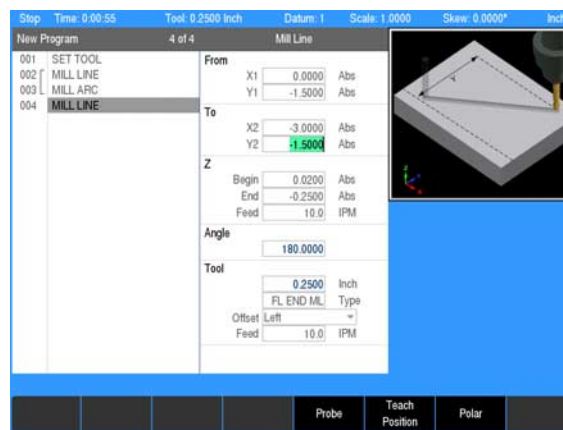 Stop Time: 0:00:55 Tool: 0.2500 Inch Datum: 1 Scale: 1.0000 Skew: 0.0000° Inch
New Program 4 of 4 Mill Line
001 SET TOOL
002 MILL LINE
003 MILL ARC
004 MILL LINE
From
X1 0.0000 Abs
Y1 -1.5000 Abs
To
X2 -3.0000 Abs
Y2 -1.5000 Abs
Z
Begin 0.0200 Abs
End -0.2500 Abs
Feed 10.0 IPM
Angle
180.0000
Tool
0.2500 Inch
FL END ML Type
Offset Left
Feed 10.0 IPM
Probe
Teach
Position
Polar